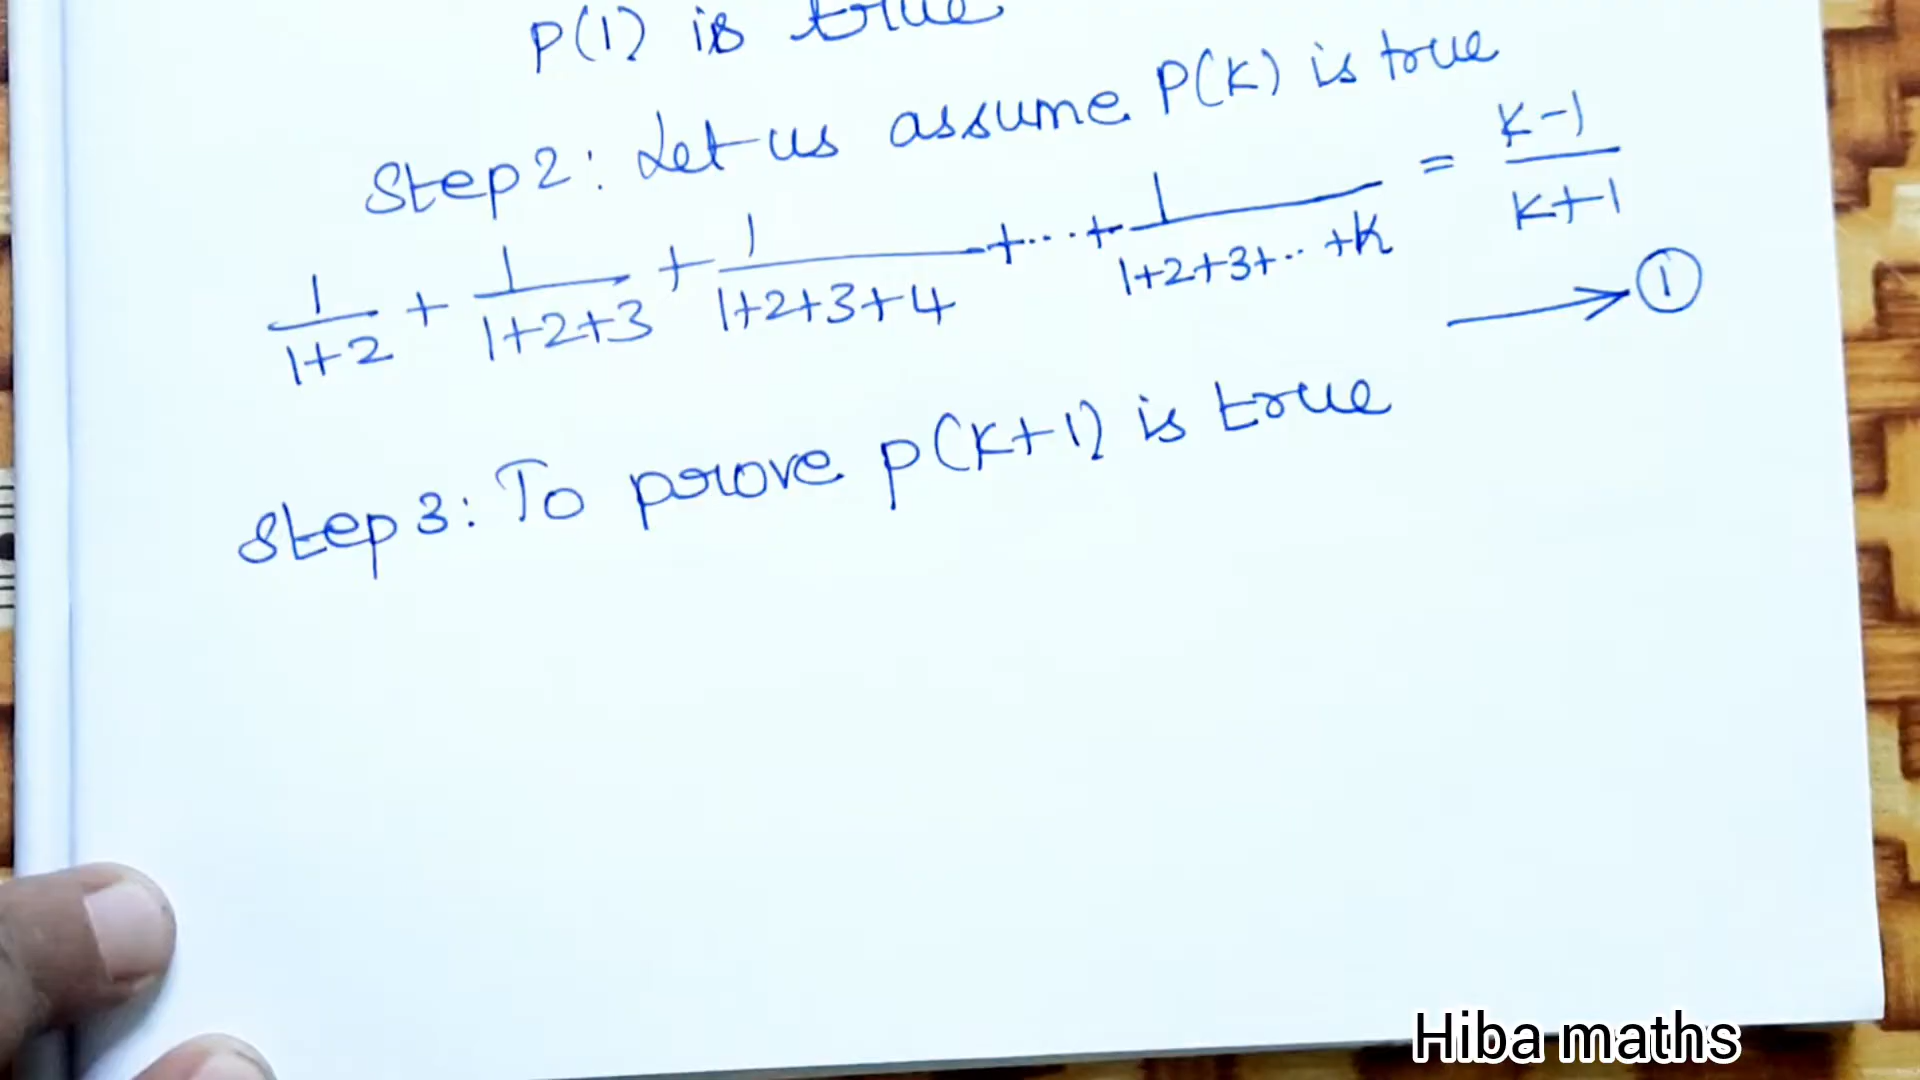 P(1) is true
Step 2: Let us assume P(K) is true
1/(1+2) + 1/(1+2+3) + 1/(1+2+3+4) +...+ 1/(1+2+3+..+K) = (K-1)/(K+1)
→ ①
Step 3: To prove P(K+1) is true
Hiba maths